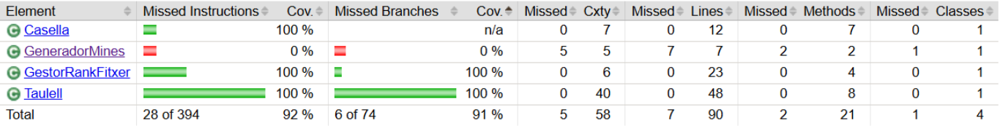 Element Missed Instructions Cov. Missed Branches Cov. Missed Cxty Missed Lines Missed Methods Missed Classes
C Casella 100 % n/a 0 7 0 12 0 7 0 1
C GeneradorMines 0 % 0 % 5 5 7 7 2 2 1 1
C GestorRankFitxer 100 % 100 % 0 6 0 23 0 4 0 1
C Taulell 100 % 100 % 0 40 0 48 0 8 0 1
Total 28 of 394 92 % 6 of 74 91 % 5 58 7 90 2 21 1 4